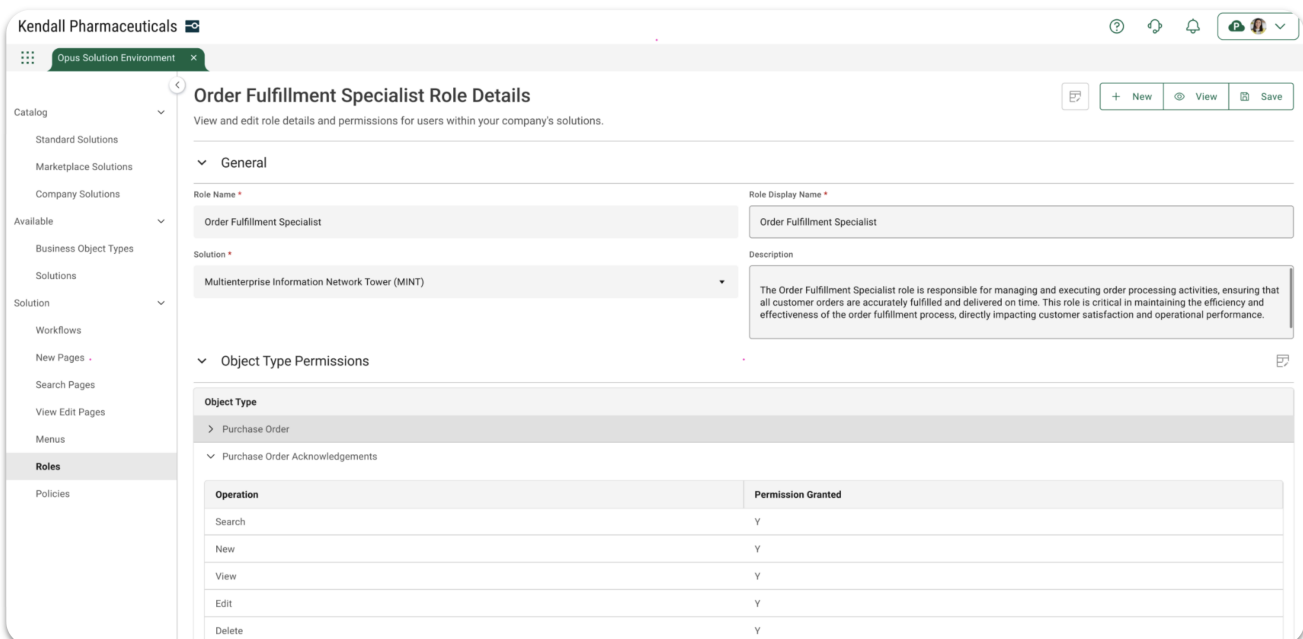 Kendall Pharmaceuticals
P
Opus Solution Environment ×
Order Fulfillment Specialist Role Details
+ New View Save
View and edit role details and permissions for users within your company's solutions.
Catalog
Standard Solutions
Marketplace Solutions
Company Solutions
Available
Business Object Types
Solutions
Solution
Workflows
New Pages
Search Pages
View Edit Pages
Menus
Roles
Policies
General
Role Name *
Order Fulfillment Specialist
Role Display Name *
Order Fulfillment Specialist
Solution *
Multienterprise Information Network Tower (MINT)
Description
The Order Fulfillment Specialist role is responsible for managing and executing order processing activities, ensuring that
all customer orders are accurately fulfilled and delivered on time. This role is critical in maintaining the efficiency and
effectiveness of the order fulfillment process, directly impacting customer satisfaction and operational performance.
Object Type Permissions
Object Type
Purchase Order
Purchase Order Acknowledgements
Operation Permission Granted
Search Y
New Y
View Y
Edit Y
Delete Y